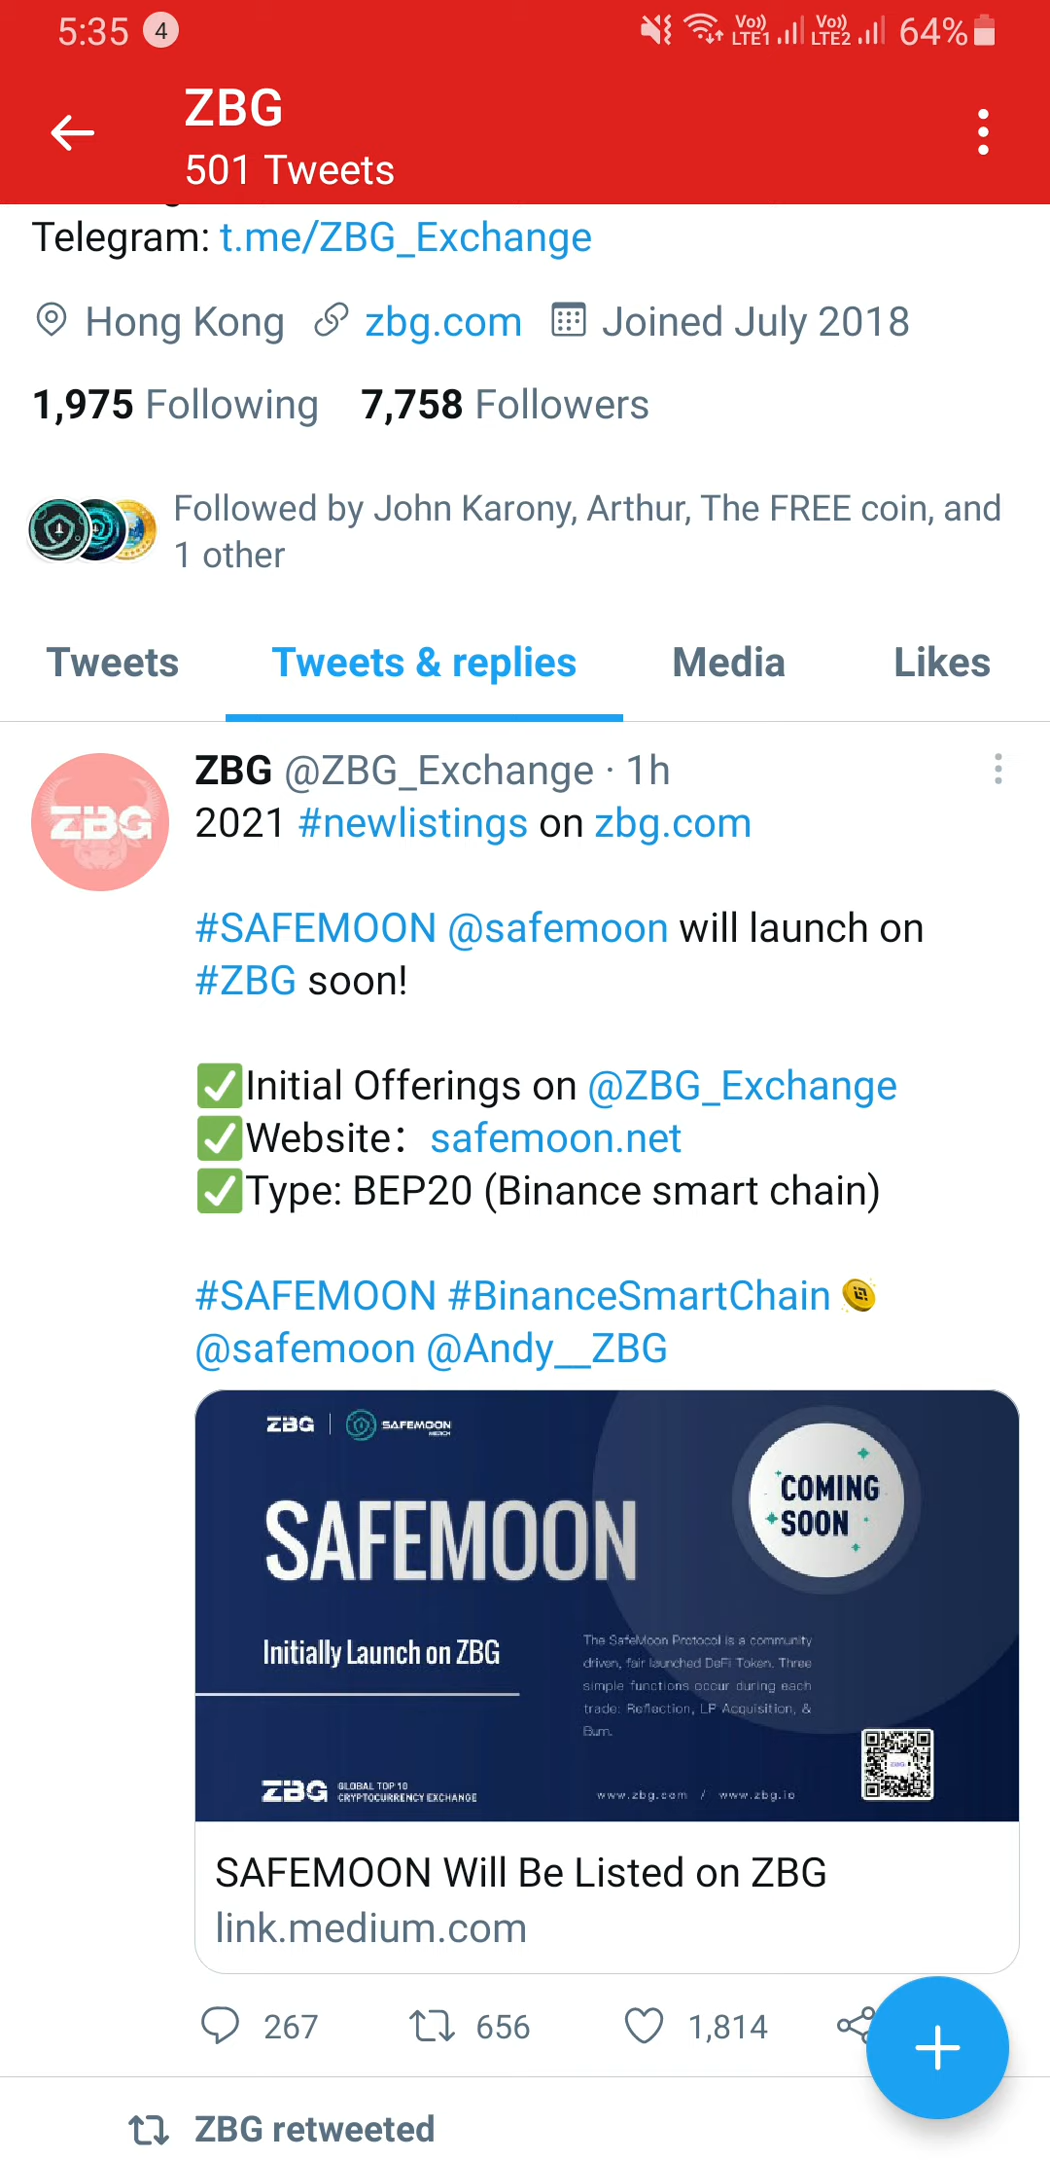 5:35 4 Vo)) LTE1 Vo)) LTE2 64%
ZBG
501 Tweets
Telegram: t.me/ZBG_Exchange
Hong Kong zbg.com Joined July 2018
1,975 Following 7,758 Followers
Followed by John Karony, Arthur, The FREE coin, and
1 other
Tweets Tweets & replies Media Likes
ZBG @ZBG_Exchange · 1h
2021 #newlistings on zbg.com
#SAFEMOON @safemoon will launch on
#ZBG soon!
✅Initial Offerings on @ZBG_Exchange
✅Website：safemoon.net
✅Type: BEP20 (Binance smart chain)
#SAFEMOON #BinanceSmartChain
@safemoon @Andy__ZBG
ZBG | SAFEMOON
MERCH
COMING
SOON
SAFEMOON
Initially Launch on ZBG
The SafeMoon Protocol is a community
driven, fair launched DeFi Token. Three
simple functions occur during each
trade: Reflection, LP Acquisition, &
Burn.
ZBG GLOBAL TOP 10
CRYPTOCURRENCY EXCHANGE
www.zbg.com / www.zbg.io
SAFEMOON Will Be Listed on ZBG
link.medium.com
267 656 1,814
ZBG retweeted